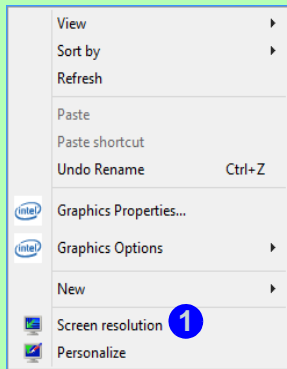 View
Sort by
Refresh
Paste
Paste shortcut
Undo Rename Ctrl+Z
intel Graphics Properties...
intel Graphics Options
New
Screen resolution 1
Personalize